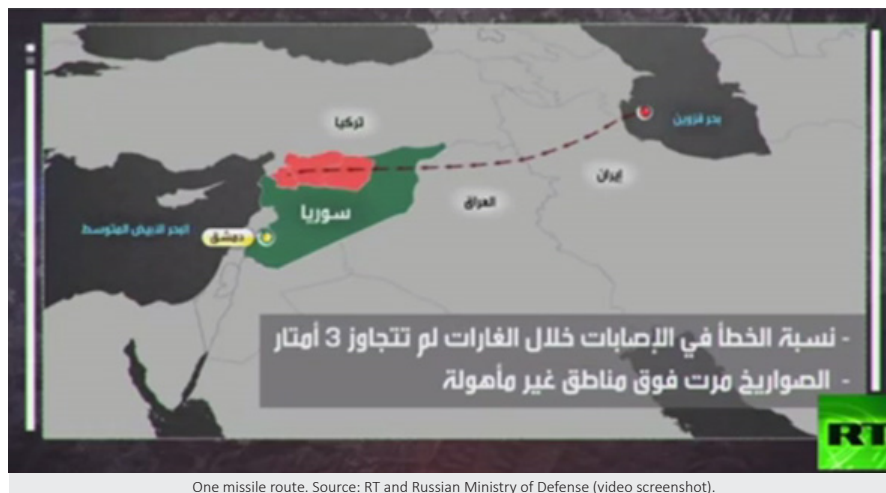 تركيا
بحر قزوين
إيران
العراق
سوريا
البحر الأبيض المتوسط
دمشق
- نسبة الخطأ في الإصابات خلال الغارات لم تتجاوز 3 أمتار
- الصواريخ مرت فوق مناطق غير مأهولة
RT
One missile route. Source: RT and Russian Ministry of Defense (video screenshot).